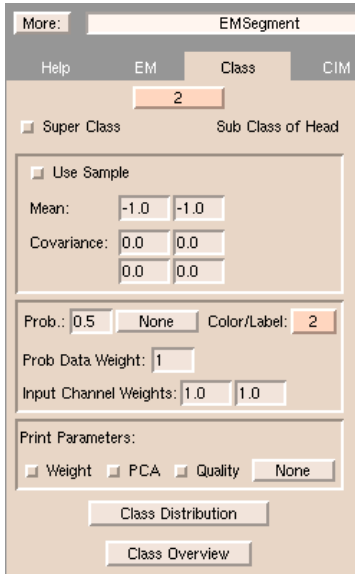 More: EMSegment
Help EM Class CIM
2
Super Class Sub Class of Head
Use Sample
Mean: -1.0 -1.0
Covariance: 0.0 0.0
0.0 0.0
Prob.: 0.5 None Color/Label: 2
Prob Data Weight: 1
Input Channel Weights: 1.0 1.0
Print Parameters:
Weight PCA Quality None
Class Distribution
Class Overview